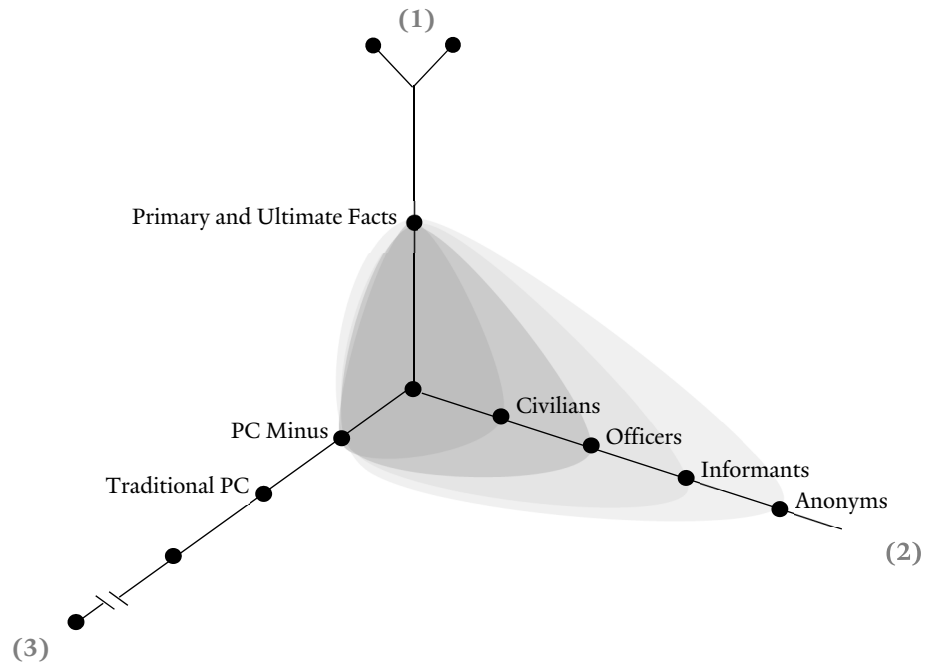 (1)
Primary and Ultimate Facts
Civilians
PC Minus
Officers
Informants
Traditional PC
Anonyms
(2)
(3)